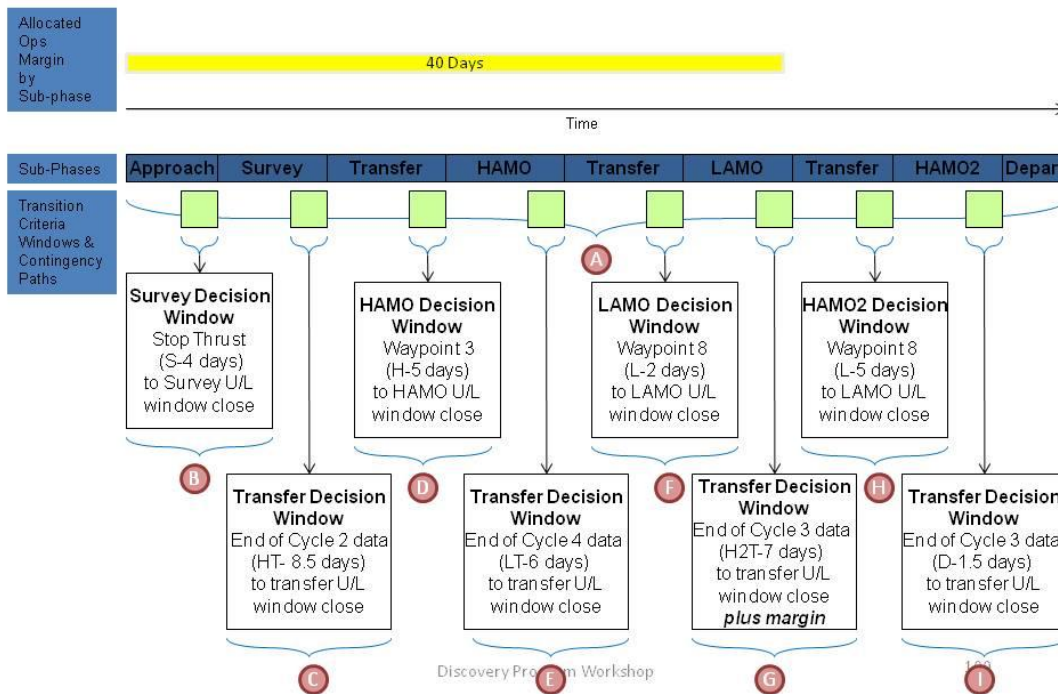 Allocated
Ops
Margin
by
Sub-phase
40 Days
Time
Sub-Phases
Approach
Survey
Transfer
HAMO
Transfer
LAMO
Transfer
HAMO2
Depar
Transition
Criteria
Windows &
Contingency
Paths
A
Survey Decision
Window
Stop Thrust
(S-4 days)
to Survey U/L
window close
B
HAMO Decision
Window
Waypoint 3
(H-5 days)
to HAMO U/L
window close
D
LAMO Decision
Window
Waypoint 8
(L-2 days)
to LAMO U/L
window close
F
HAMO2 Decision
Window
Waypoint 8
(L-5 days)
to LAMO U/L
window close
H
Transfer Decision
Window
End of Cycle 2 data
(HT- 8.5 days)
to transfer U/L
window close
C
Transfer Decision
Window
End of Cycle 4 data
(LT-6 days)
to transfer U/L
window close
E
Transfer Decision
Window
End of Cycle 3 data
(H2T-7 days)
to transfer U/L
window close
plus margin
G
Transfer Decision
Window
End of Cycle 3 data
(D-1.5 days)
to transfer U/L
window close
I
Discovery Pro m Workshop